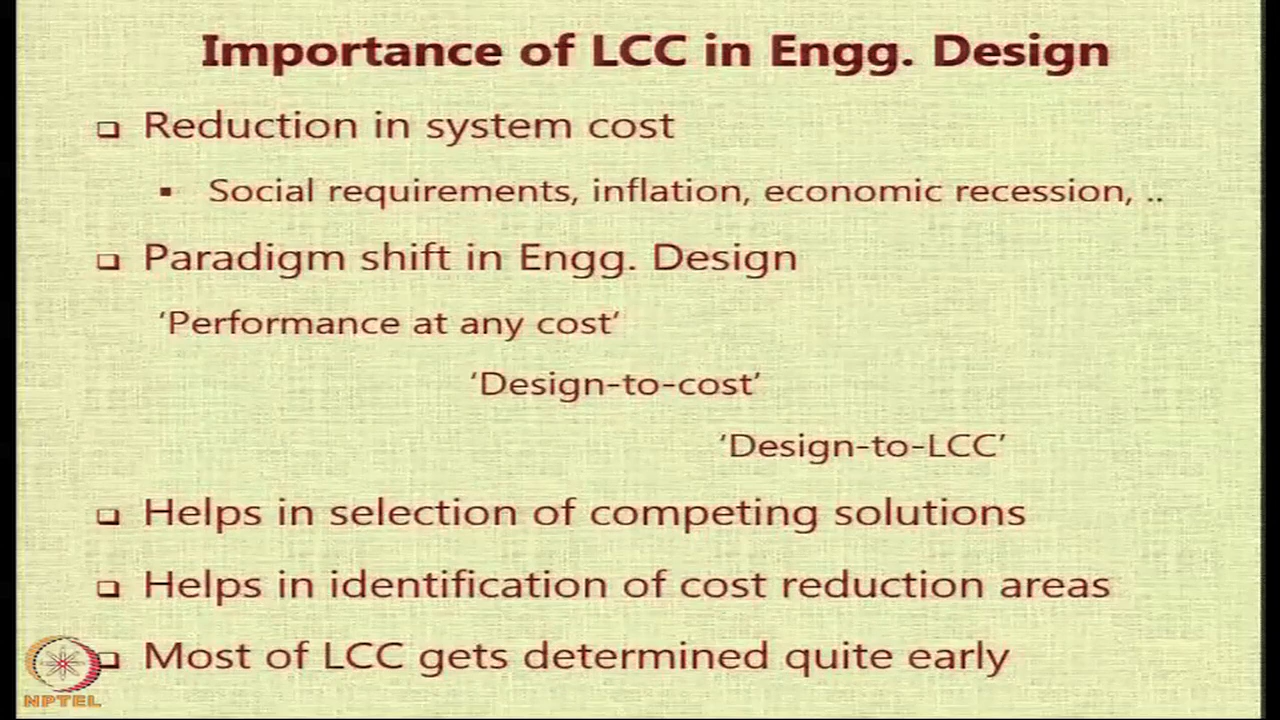 Importance of LCC in Engg. Design
Reduction in system cost
Social requirements, inflation, economic recession, ..
Paradigm shift in Engg. Design
‘Performance at any cost’
‘Design-to-cost’
‘Design-to-LCC’
Helps in selection of competing solutions
Helps in identification of cost reduction areas
Most of LCC gets determined quite early
NPTEL